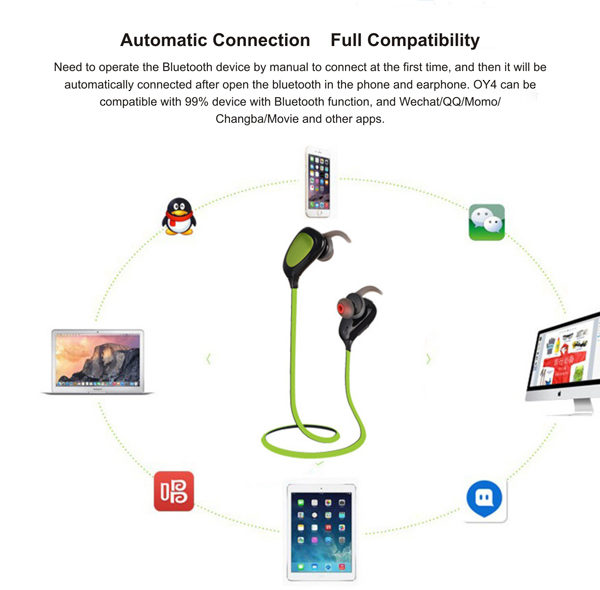 Automatic Connection Full Compatibility
Need to operate the Bluetooth device by manual to connect at the first time, and then it will be
automatically connected after open the bluetooth in the phone and earphone. OY4 can be
compatible with 99% device with Bluetooth function, and Wechat/QQ/Momo/
Changba/Movie and other apps.